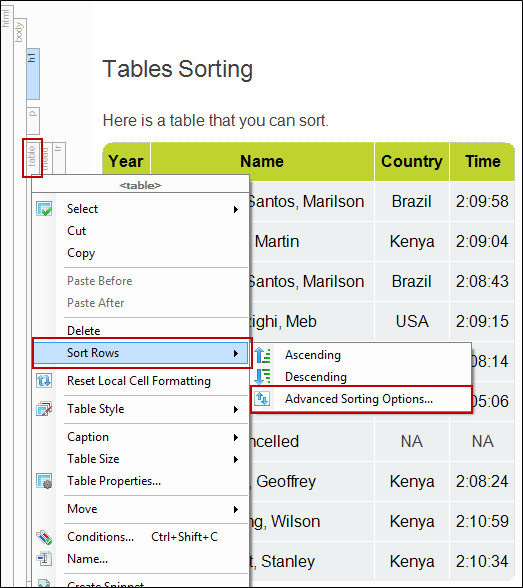 html
body
h1
p
table
thead
tr
Tables Sorting
Here is a table that you can sort.
Year Name Country Time
Santos, Marilson Brazil 2:09:58
, Martin Kenya 2:09:04
Santos, Marilson Brazil 2:08:43
zighi, Meb USA 2:09:15
08:14
05:06
ncelled NA NA
, Geoffrey Kenya 2:08:24
ng, Wilson Kenya 2:10:59
t, Stanley Kenya 2:10:34
<table>
Select
Cut
Copy
Paste Before
Paste After
Delete
Sort Rows
Reset Local Cell Formatting
Table Style
Caption
Table Size
Table Properties...
Move
Conditions... Ctrl+Shift+C
Name...
Create Snippet
Ascending
Descending
Advanced Sorting Options...